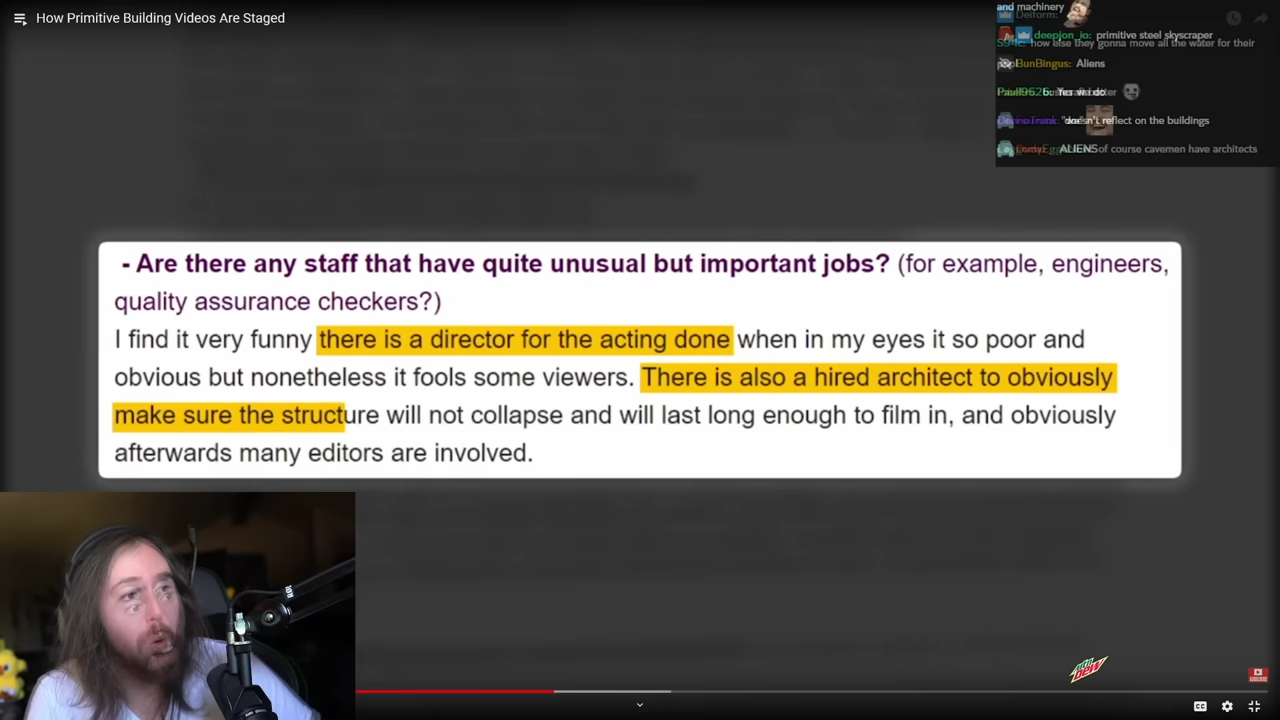 How Primitive Building Videos Are Staged
and machinery
Deiform:
deepjon_io: primitive steel skyscraper
how else they gonna move all the water for their
BunBingus: Aliens
"doesn't reflect on the buildings
ALIENS of course cavemen have architects
- Are there any staff that have quite unusual but important jobs? (for example, engineers,
quality assurance checkers?)
I find it very funny there is a director for the acting done when in my eyes it so poor and
obvious but nonetheless it fools some viewers. There is also a hired architect to obviously
make sure the structure will not collapse and will last long enough to film in, and obviously
afterwards many editors are involved.
mtn
DEW
SUBSCRIBE
CC